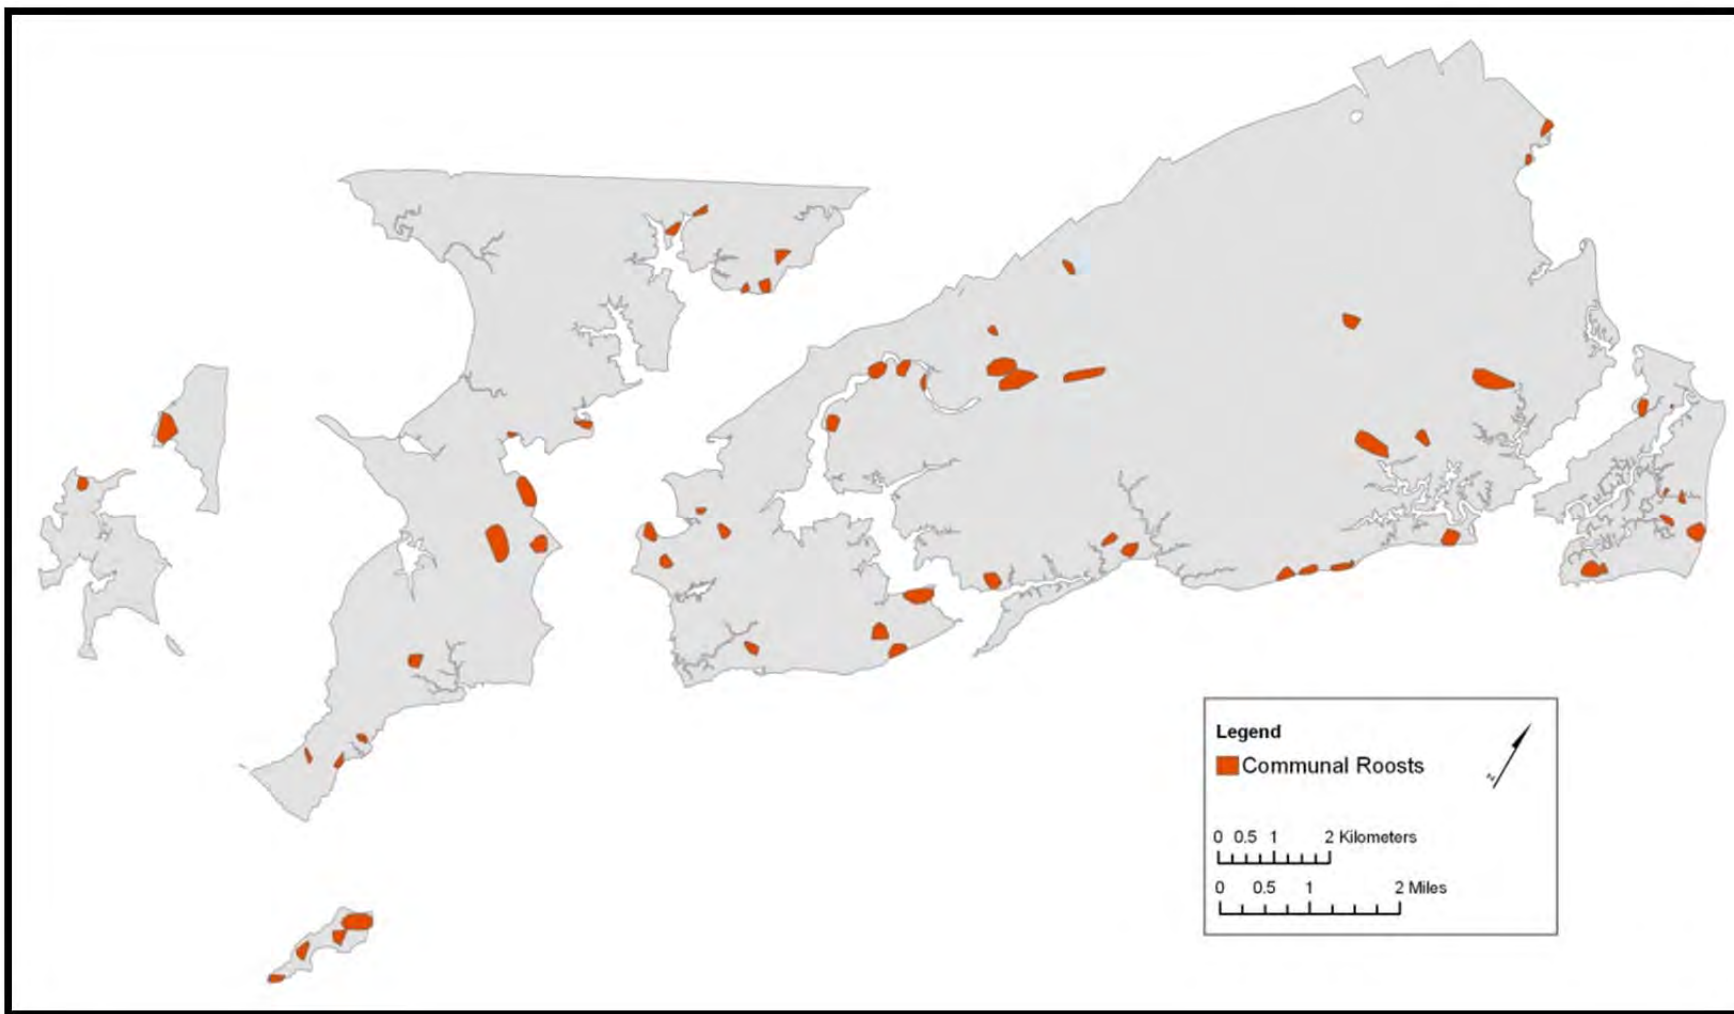 Legend
Communal Roosts
N
0 0.5 1 2 Kilometers
0 0.5 1 2 Miles